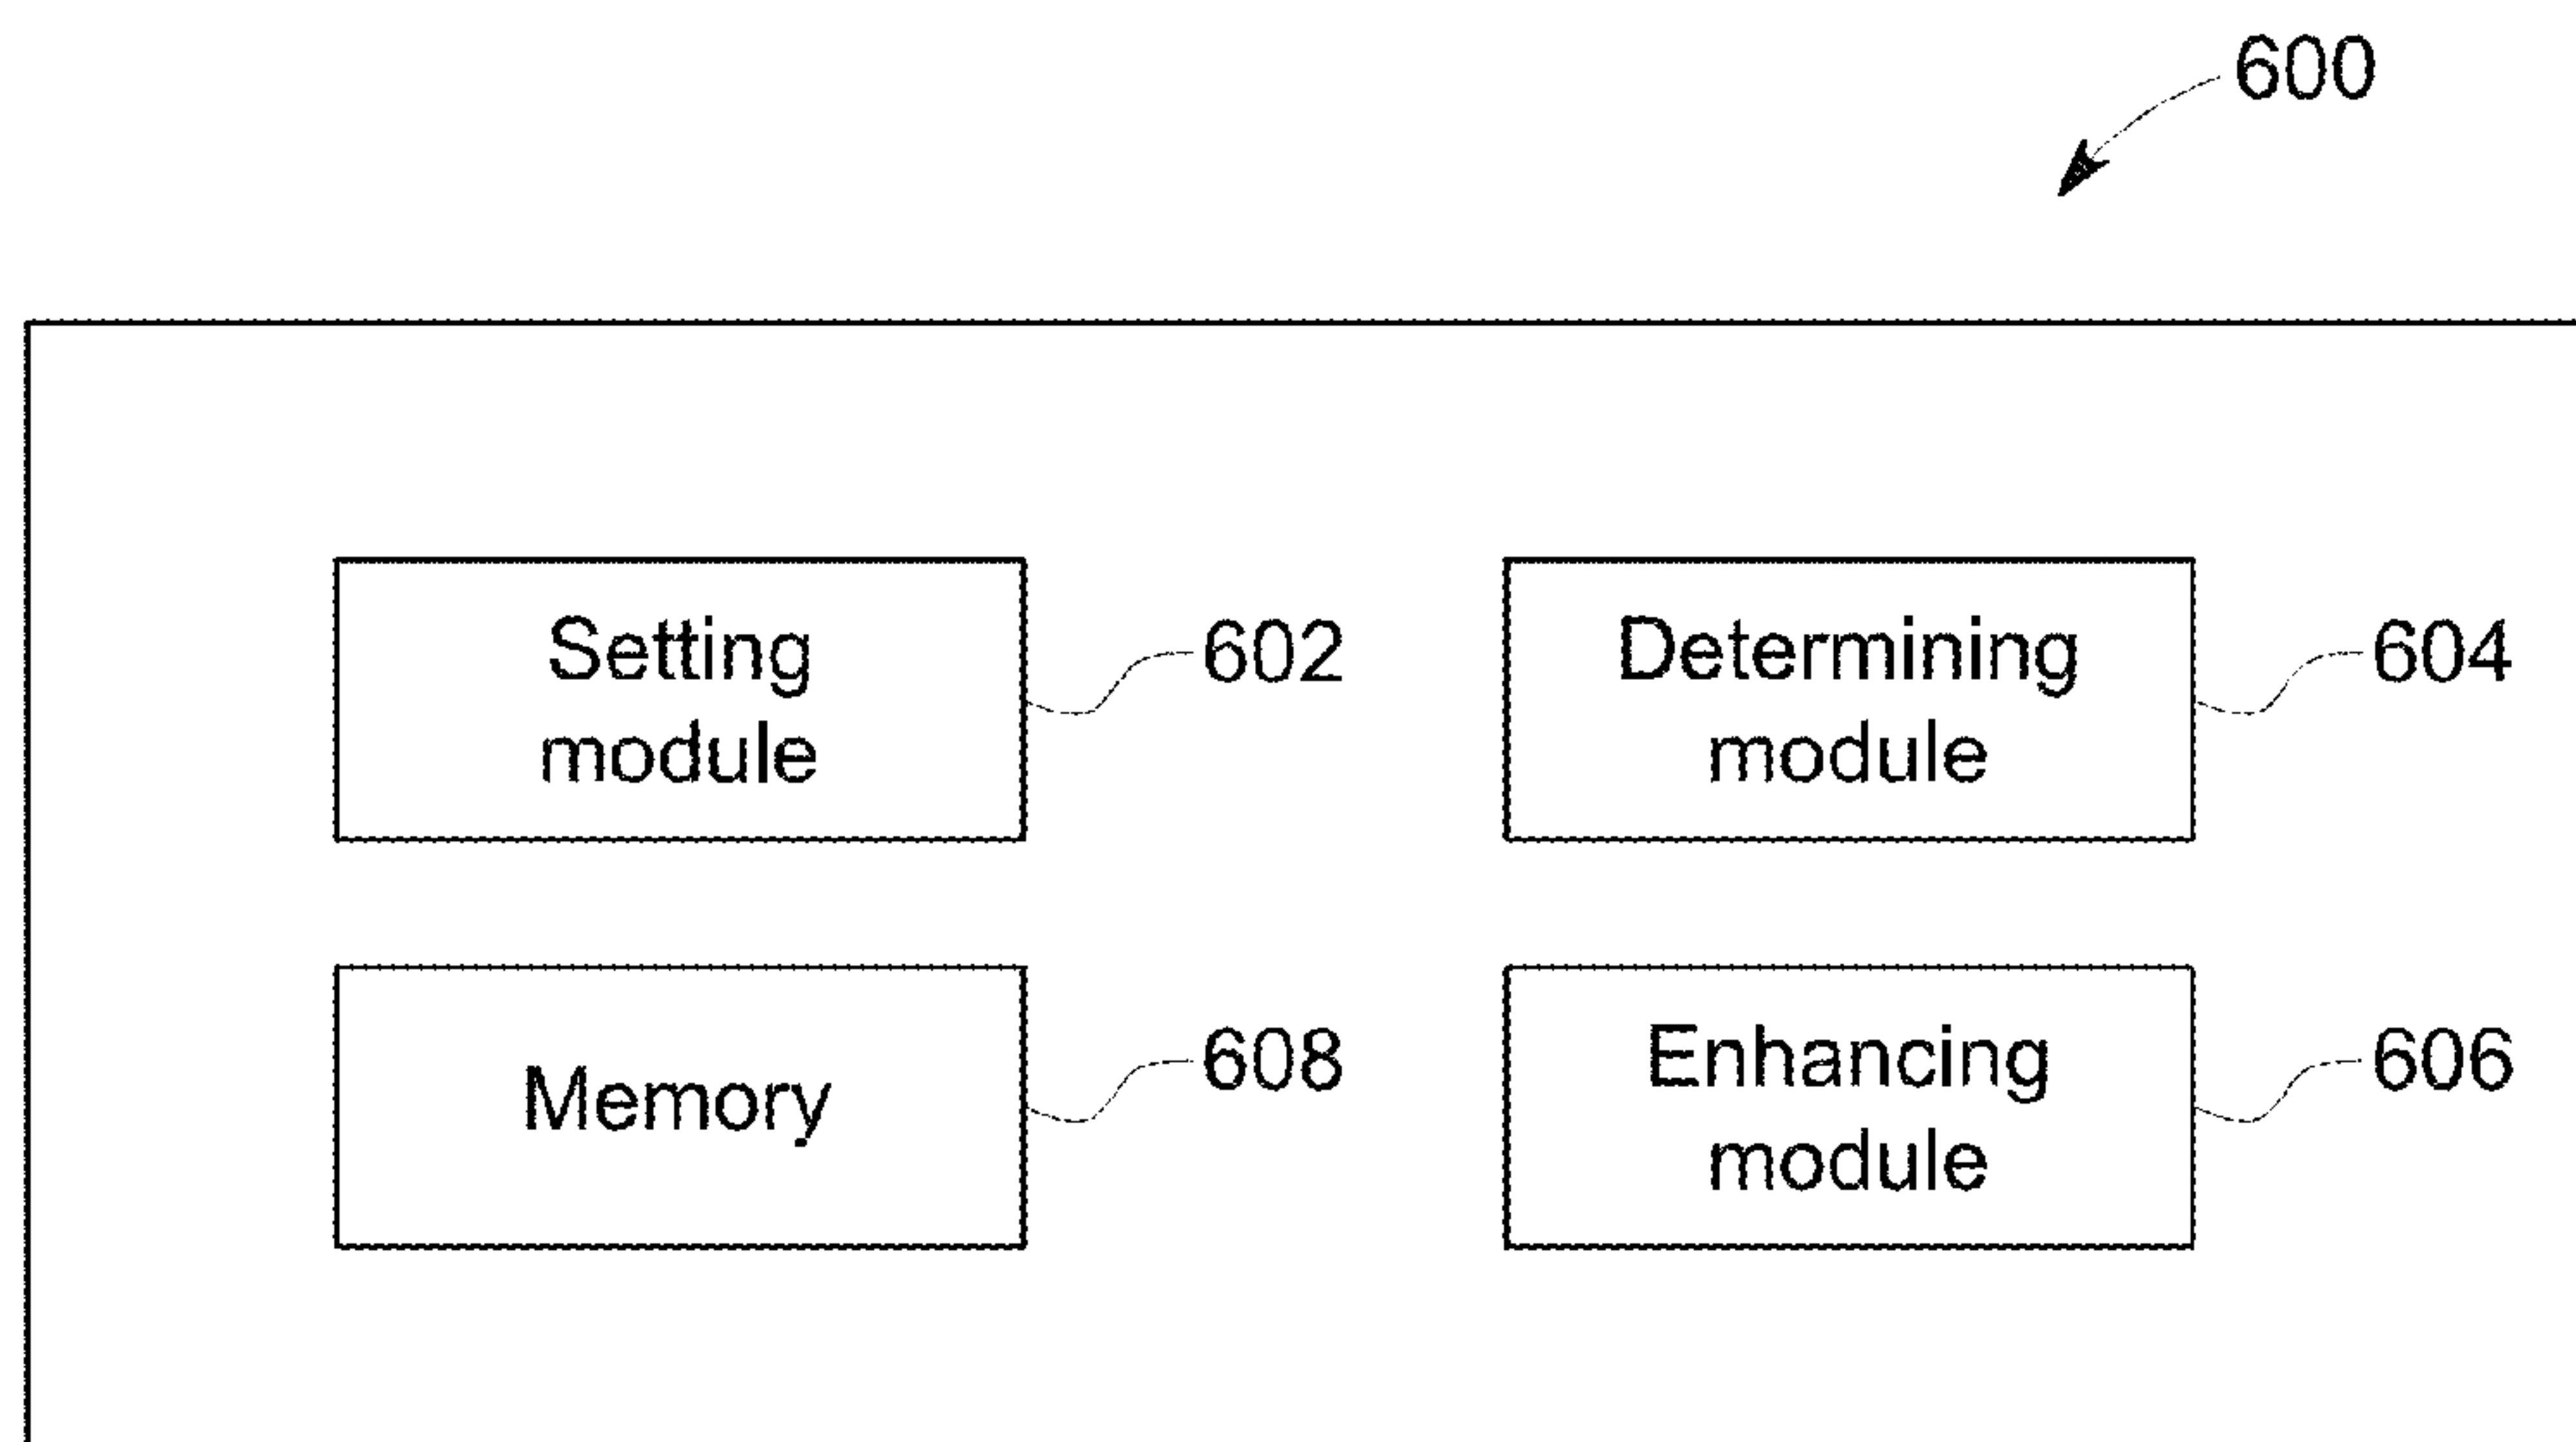 600
Setting
module
602
Determining
module
604
Memory
608
Enhancing
module
606